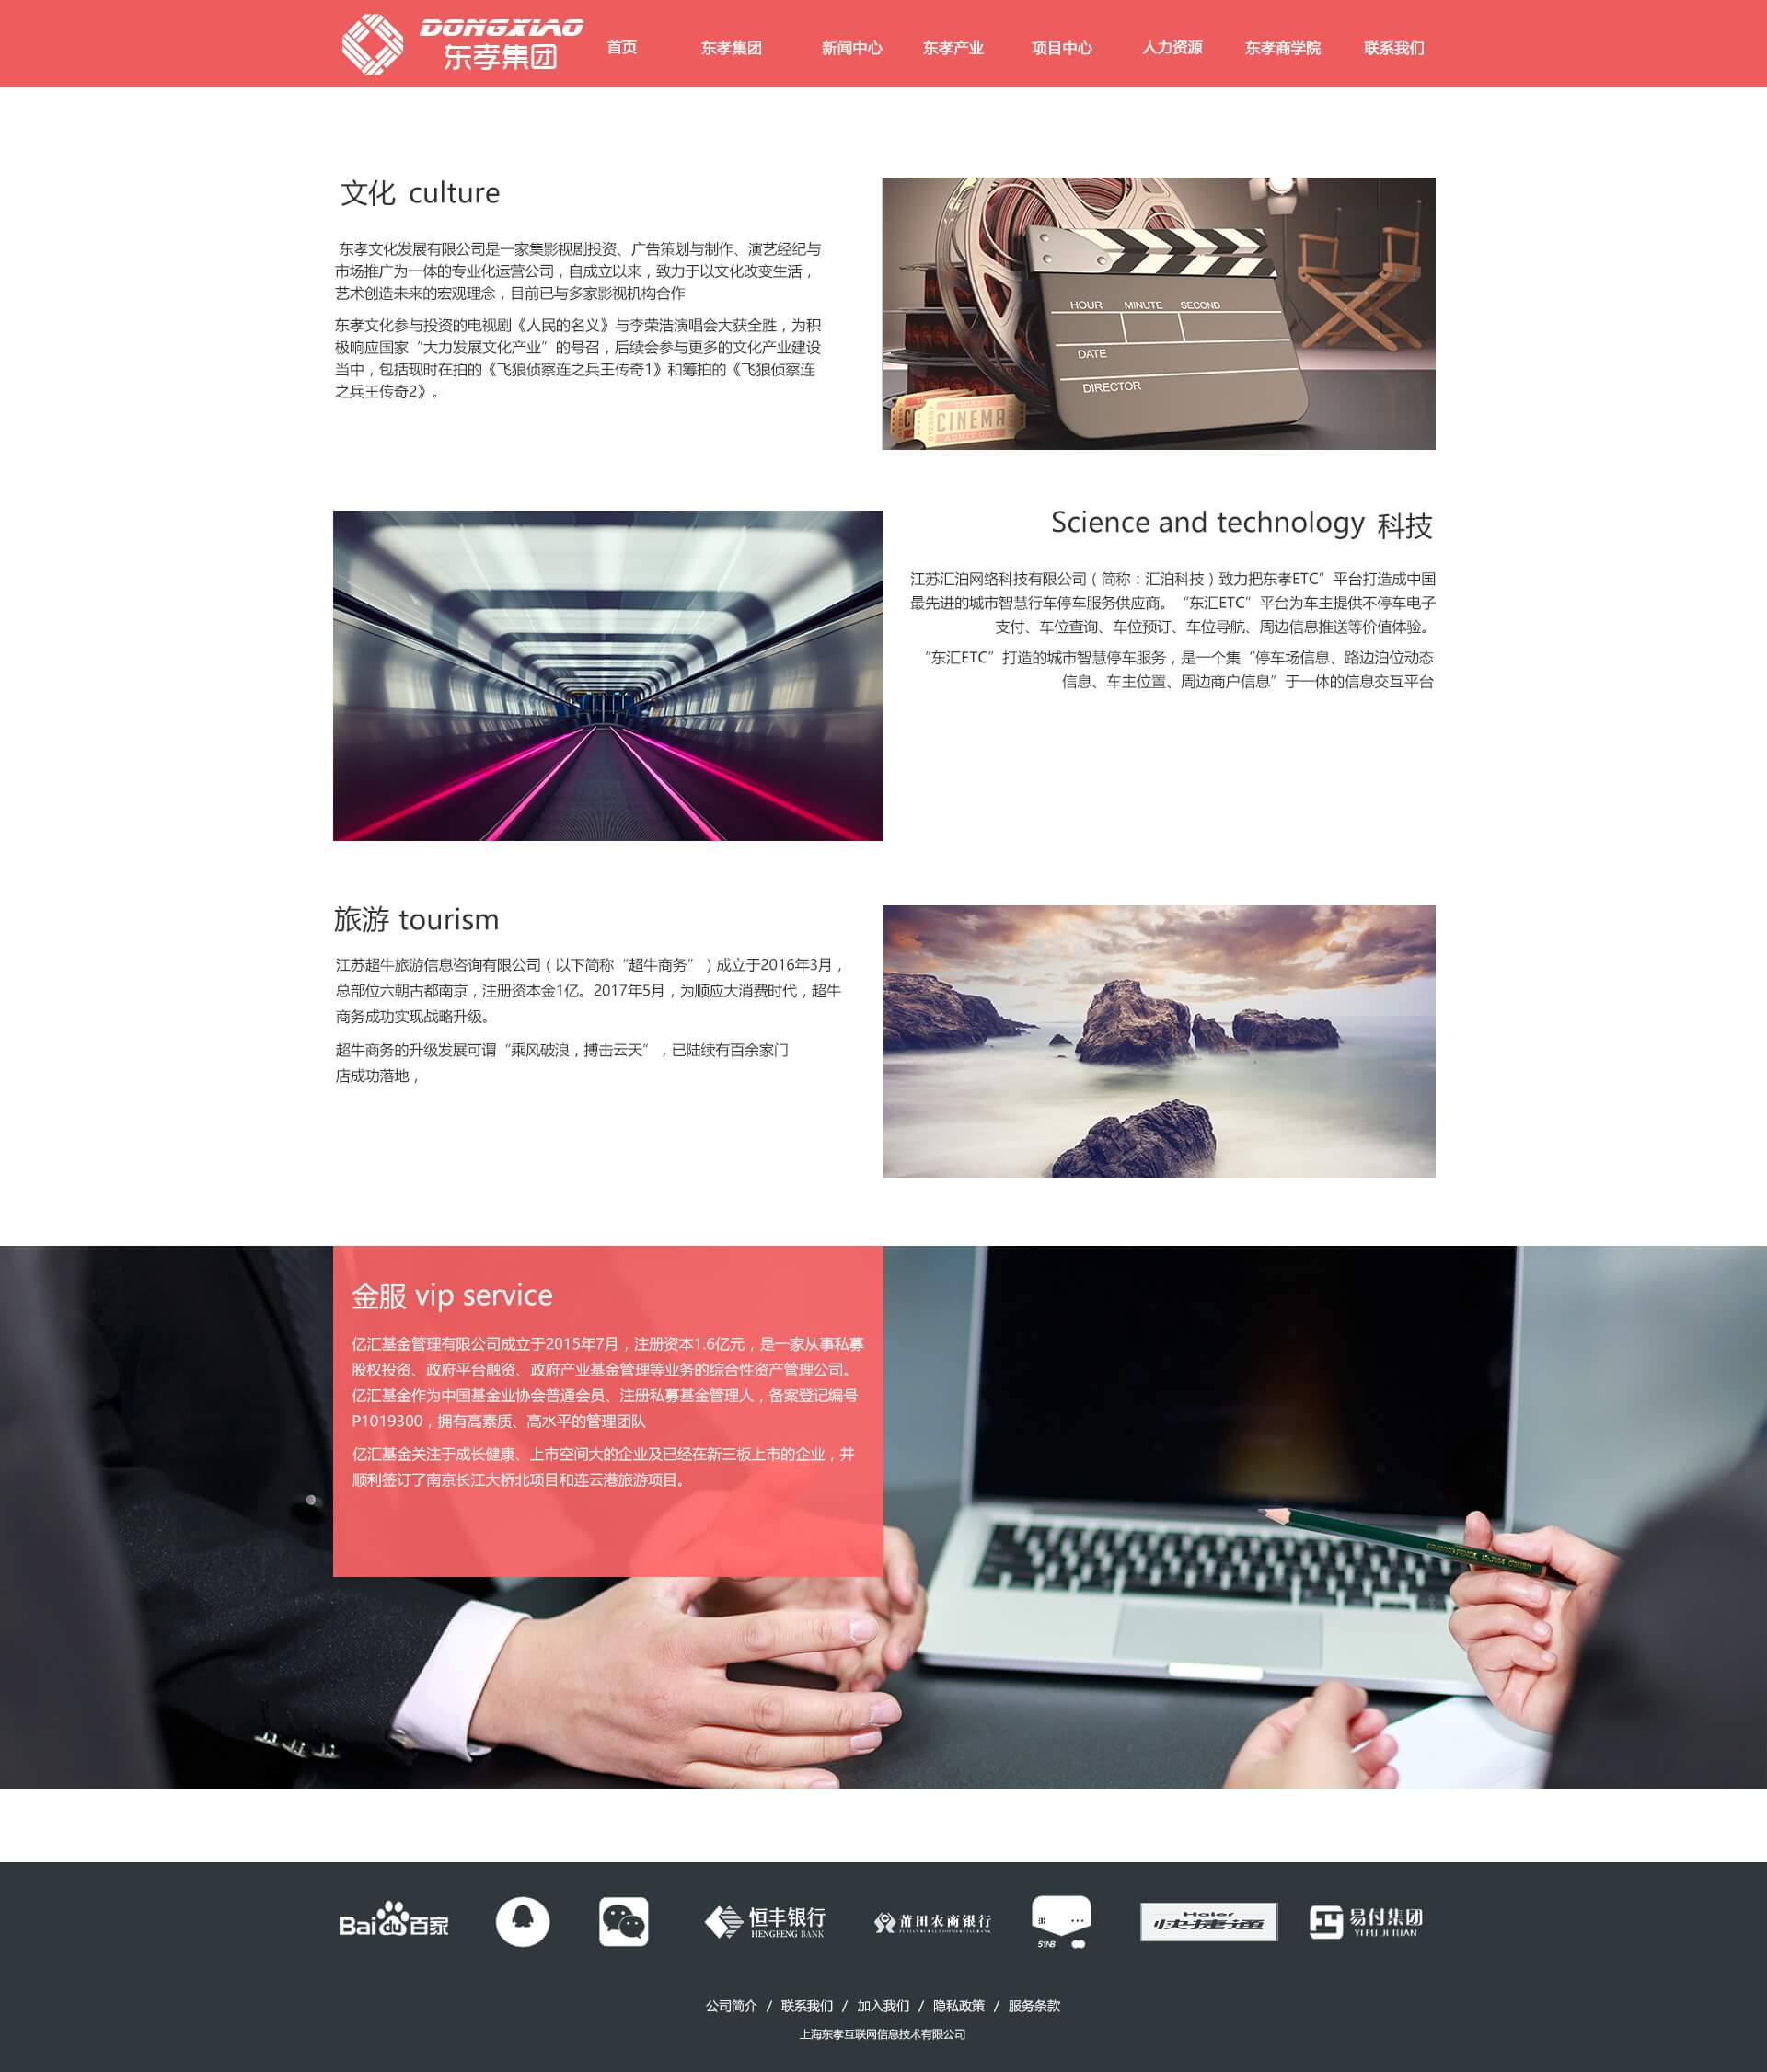 DONGXIAO
东孝集团
首页 东孝集团 新闻中心 东孝产业 项目中心 人力资源 东孝商学院 联系我们
文化 culture
东孝文化发展有限公司是一家集影视剧投资、广告策划与制作、演艺经纪与
市场推广为一体的专业化运营公司，自成立以来，致力于以文化改变生活，
艺术创造未来的宏观理念，目前已与多家影视机构合作
东孝文化参与投资的电视剧《人民的名义》与李荣浩演唱会大获全胜，为积
极响应国家“大力发展文化产业”的号召，后续会参与更多的文化产业建设
当中，包括现时在拍的《飞狼侦察连之兵王传奇1》和筹拍的《飞狼侦察连
之兵王传奇2》。
HOUR MINUTE SECOND
DATE
DIRECTOR
TICKET
CINEMA
ADMIT ONE
Science and technology 科技
江苏汇泊网络科技有限公司（简称：汇泊科技）致力把东孝ETC”平台打造成中国
最先进的城市智慧行车停车服务供应商。“东汇ETC”平台为车主提供不停车电子
支付、车位查询、车位预订、车位导航、周边信息推送等价值体验。
“东汇ETC”打造的城市智慧停车服务，是一个集“停车场信息、路边泊位动态
信息、车主位置、周边商户信息”于一体的信息交互平台
旅游 tourism
江苏超牛旅游信息咨询有限公司（以下简称“超牛商务”）成立于2016年3月，
总部位六朝古都南京，注册资本金1亿。2017年5月，为顺应大消费时代，超牛
商务成功实现战略升级。
超牛商务的升级发展可谓“乘风破浪，搏击云天”，已陆续有百余家门
店成功落地，
金服 vip service
亿汇基金管理有限公司成立于2015年7月，注册资本1.6亿元，是一家从事私募
股权投资、政府平台融资、政府产业基金管理等业务的综合性资产管理公司。
亿汇基金作为中国基金业协会普通会员、注册私募基金管理人，备案登记编号
P1019300，拥有高素质、高水平的管理团队
亿汇基金关注于成长健康、上市空间大的企业及已经在新三板上市的企业，并
顺利签订了南京长江大桥北项目和连云港旅游项目。
Baidu百家
恒丰银行
HENGFENG BANK
莆田农商银行
51NB
Haier
快捷通
易付集团
YI FU JI TUAN
公司简介 / 联系我们 / 加入我们 / 隐私政策 / 服务条款
上海东孝互联网信息技术有限公司